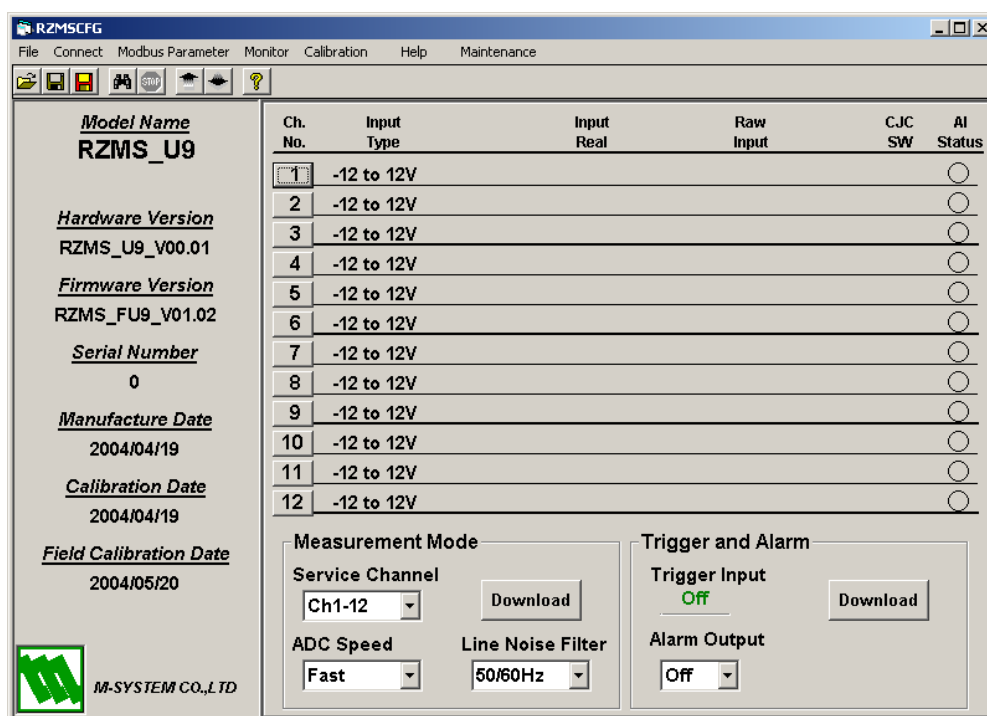 RZMSCFG
File Connect Modbus Parameter Monitor Calibration Help Maintenance
STOP
?
Model Name
RZMS_U9
Hardware Version
RZMS_U9_V00.01
Firmware Version
RZMS_FU9_V01.02
Serial Number
0
Manufacture Date
2004/04/19
Calibration Date
2004/04/19
Field Calibration Date
2004/05/20
M-SYSTEM CO.,LTD
Ch. Input Input Raw CJC AI
No. Type Real Input SW Status
1 -12 to 12V
2 -12 to 12V
3 -12 to 12V
4 -12 to 12V
5 -12 to 12V
6 -12 to 12V
7 -12 to 12V
8 -12 to 12V
9 -12 to 12V
10 -12 to 12V
11 -12 to 12V
12 -12 to 12V
Measurement Mode
Service Channel
Ch1-12 Download
ADC Speed Line Noise Filter
Fast 50/60Hz
Trigger and Alarm
Trigger Input
Off Download
Alarm Output
Off